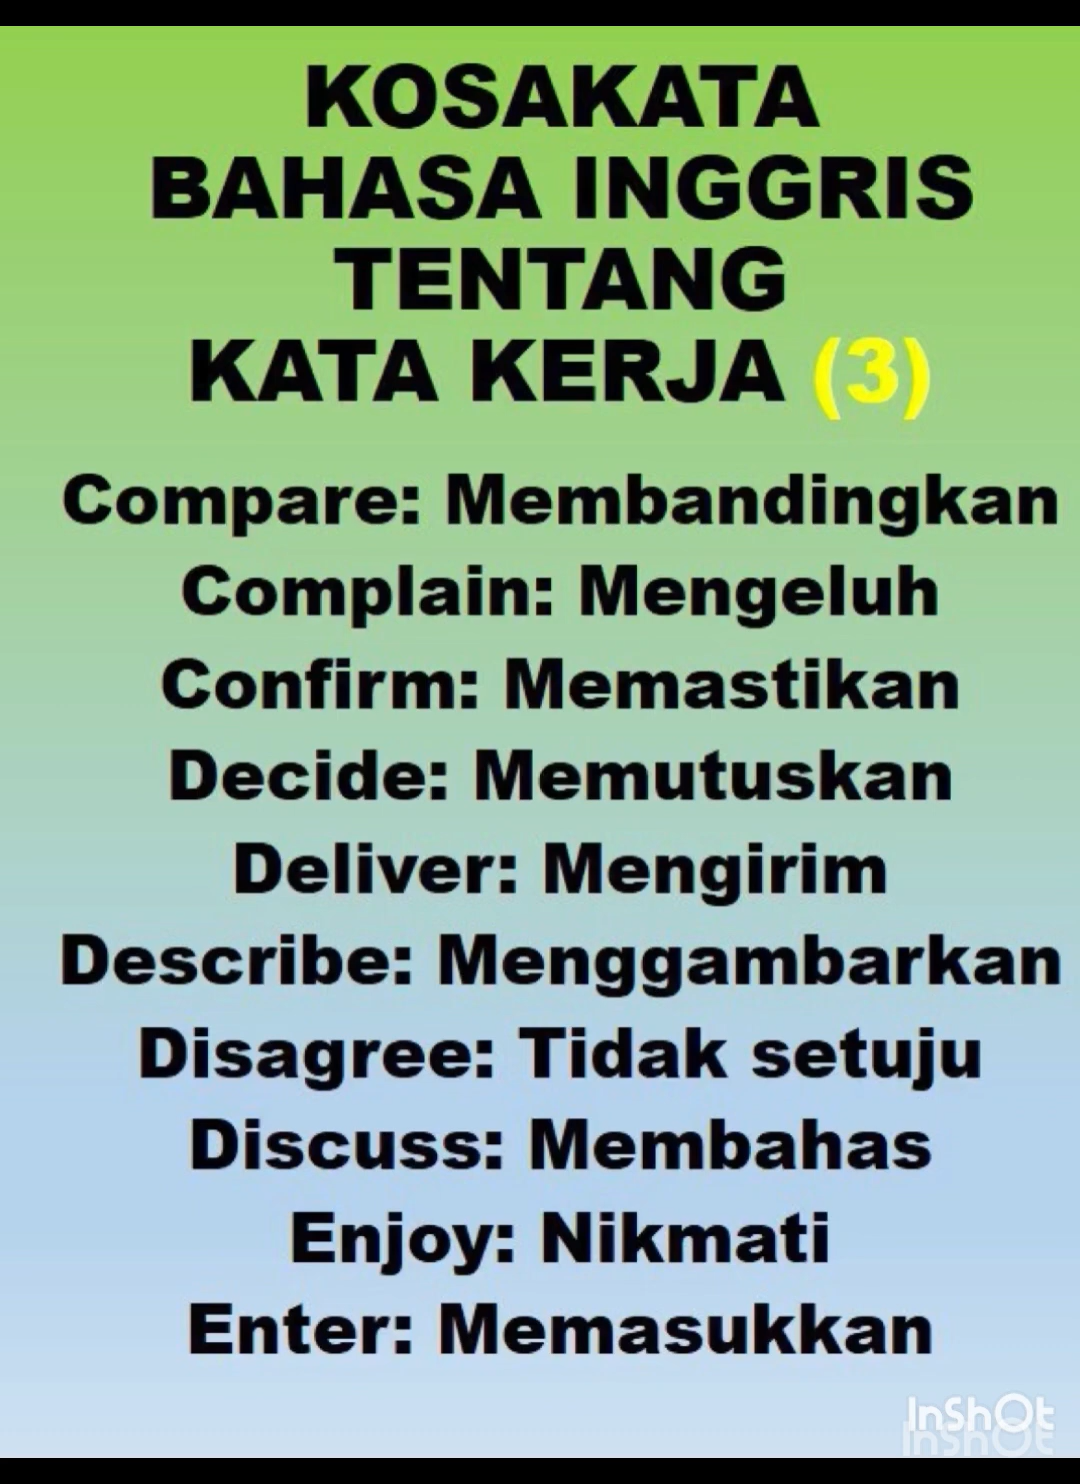 KOSAKATA
BAHASA INGGRIS
TENTANG
KATA KERJA (3)
Compare: Membandingkan
Complain: Mengeluh
Confirm: Memastikan
Decide: Memutuskan
Deliver: Mengirim
Describe: Menggambarkan
Disagree: Tidak setuju
Discuss: Membahas
Enjoy: Nikmati
Enter: Memasukkan
InShOt
InShOt